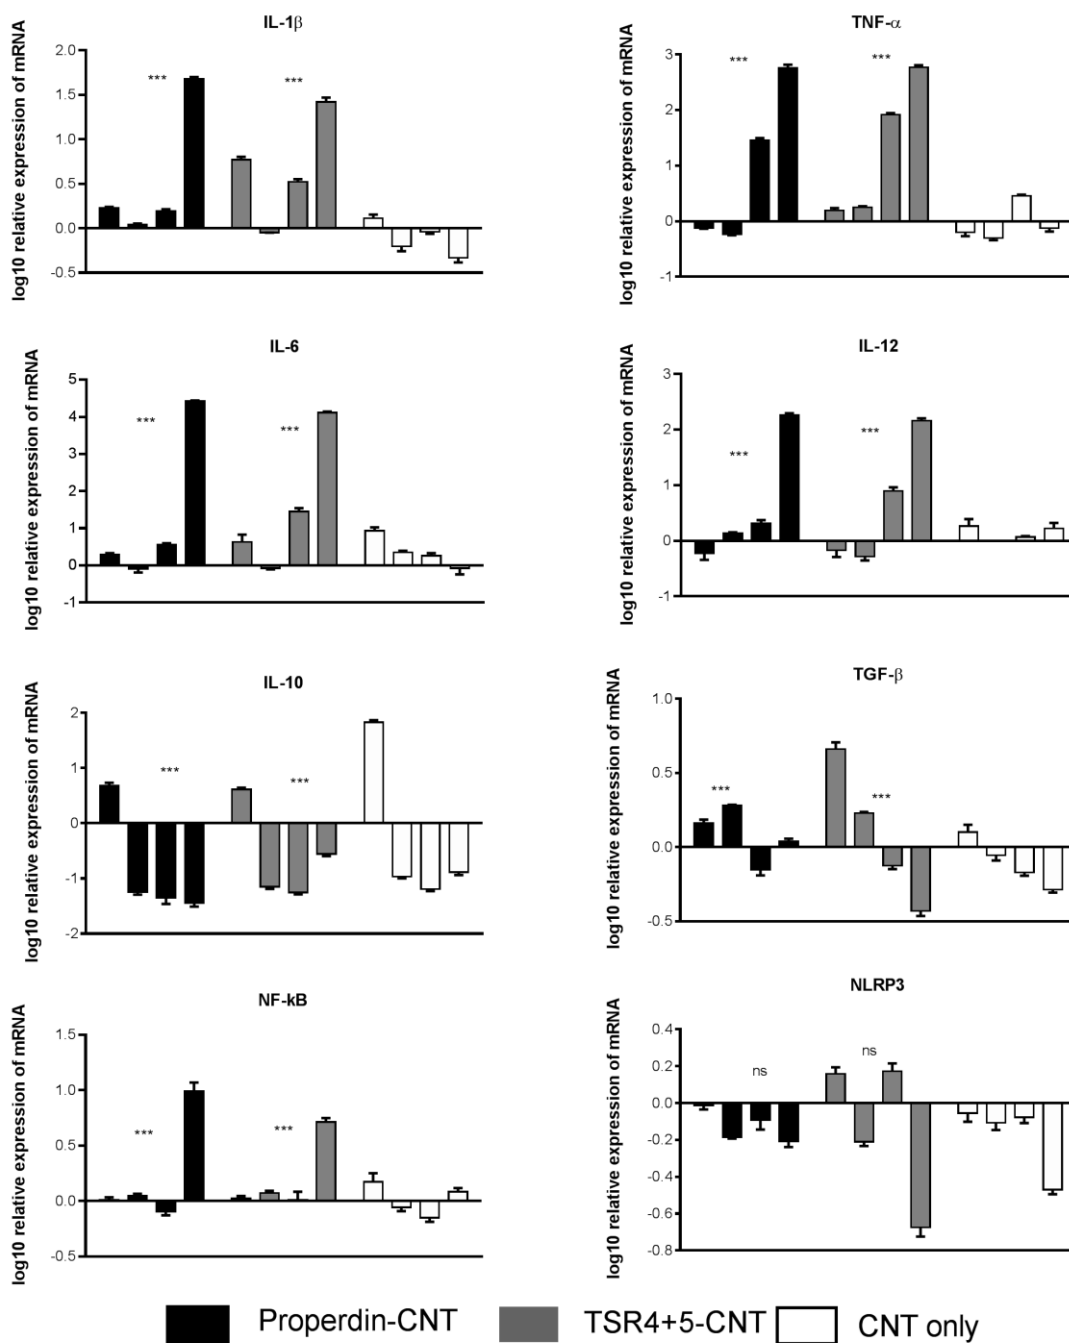 IL-1β
log10 relative expression of mRNA
2.0
1.5
1.0
0.5
0.0
-0.5
***
***
TNF-α
log10 relative expression of mRNA
3
2
1
0
-1
***
***
IL-6
log10 relative expression of mRNA
5
4
3
2
1
0
-1
***
***
IL-12
log10 relative expression of mRNA
3
2
1
0
-1
***
***
IL-10
log10 relative expression of mRNA
2
1
0
-1
-2
***
***
TGF-β
log10 relative expression of mRNA
1.0
0.5
0.0
-0.5
***
***
NF-kB
log10 relative expression of mRNA
1.5
1.0
0.5
0.0
-0.5
***
***
NLRP3
log10 relative expression of mRNA
0.4
0.2
0.0
-0.2
-0.4
-0.6
-0.8
ns
ns
Properdin-CNT
TSR4+5-CNT
CNT only